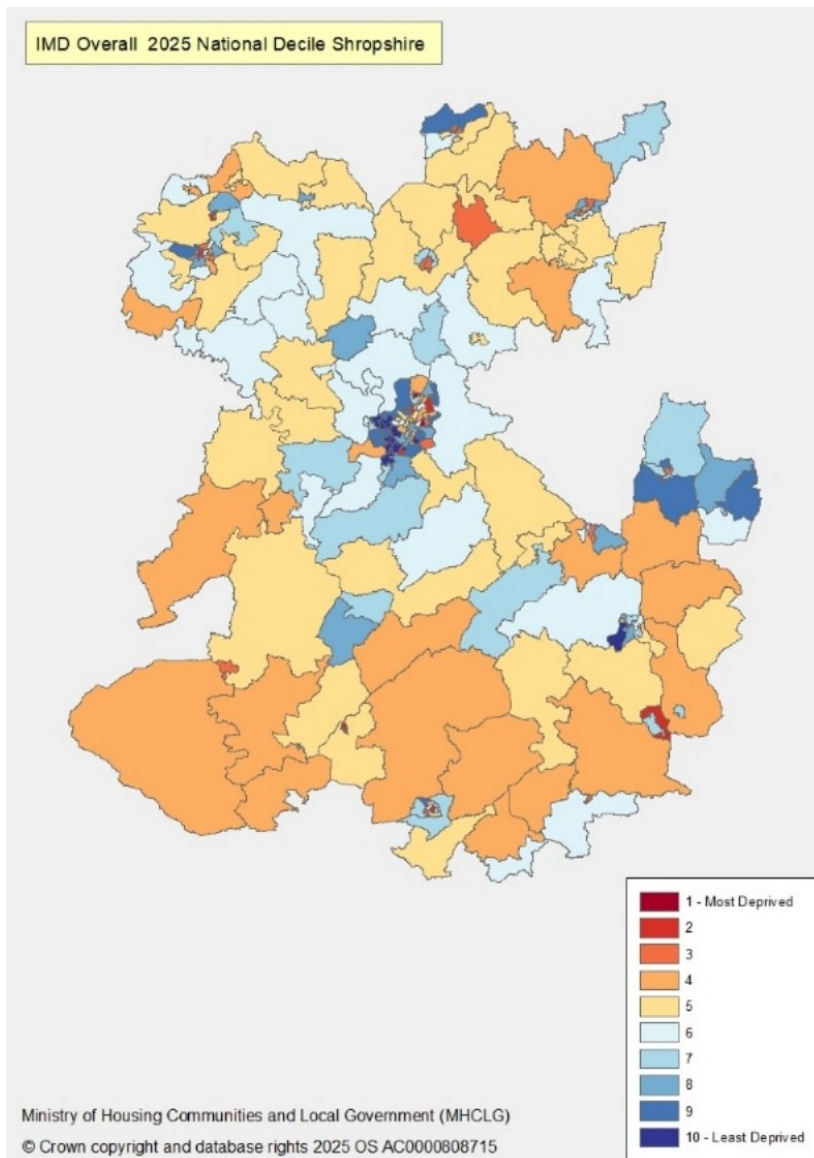 IMD Overall 2025 National Decile Shropshire
1 - Most Deprived
2
3
4
5
6
7
8
9
10 - Least Deprived
Ministry of Housing Communities and Local Government (MHCLG)
© Crown copyright and database rights 2025 OS AC0000808715